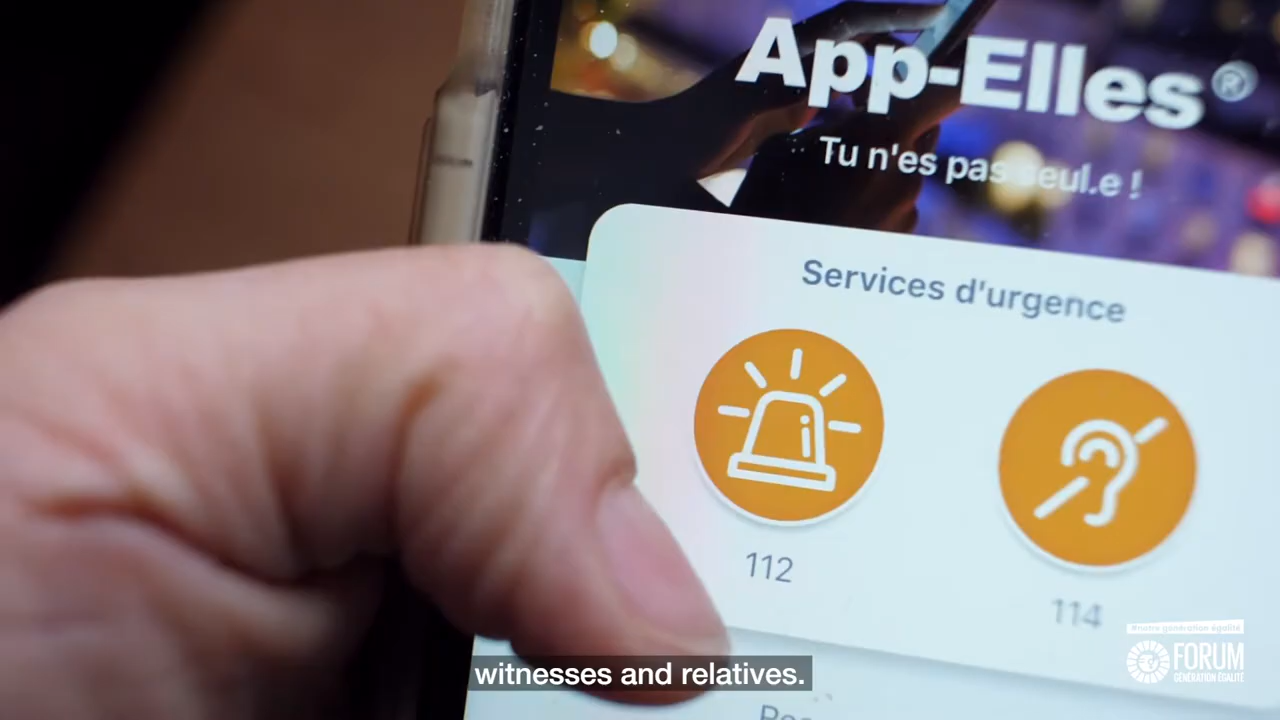 App-Elles®
Tu n'es pas seul.e !
Services d'urgence
112
114
#notre génération égalité
FORUM
GÉNÉRATION ÉGALITÉ
witnesses and relatives.